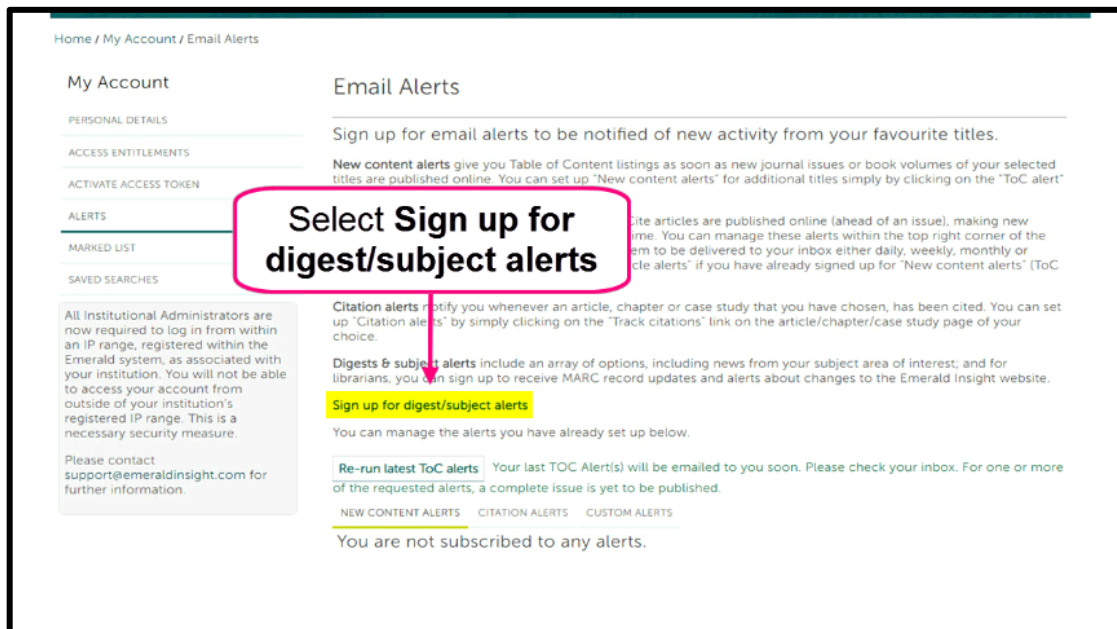 Home / My Account / Email Alerts
My Account
PERSONAL DETAILS
ACCESS ENTITLEMENTS
ACTIVATE ACCESS TOKEN
ALERTS
MARKED LIST
SAVED SEARCHES
All Institutional Administrators are
now required to log in from within
an IP range, registered within the
Emerald system, as associated with
your institution. You will not be able
to access your account from
outside of your institution's
registered IP range. This is a
necessary security measure.
Please contact
support@emeraldinsight.com for
further information.
Email Alerts
Sign up for email alerts to be notified of new activity from your favourite titles.
New content alerts give you Table of Content listings as soon as new journal issues or book volumes of your selected
titles are published online. You can set up "New content alerts" for additional titles simply by clicking on the "ToC alert"
Select Sign up for
digest/subject alerts
Cite articles are published online (ahead of an issue), making new
You can manage these alerts within the top right corner of the
to be delivered to your inbox either daily, weekly, monthly or
alerts" if you have already signed up for "New content alerts" (ToC
Citation alerts notify you whenever an article, chapter or case study that you have chosen, has been cited. You can set
up "Citation alerts" by simply clicking on the "Track citations" link on the article/chapter/case study page of your
choice.
Digests & subject alerts include an array of options, including news from your subject area of interest; and for
librarians, you can sign up to receive MARC record updates and alerts about changes to the Emerald Insight website.
Sign up for digest/subject alerts
You can manage the alerts you have already set up below.
Re-run latest ToC alerts Your last TOC Alert(s) will be emailed to you soon. Please check your inbox. For one or more
of the requested alerts, a complete issue is yet to be published.
NEW CONTENT ALERTS CITATION ALERTS CUSTOM ALERTS
You are not subscribed to any alerts.